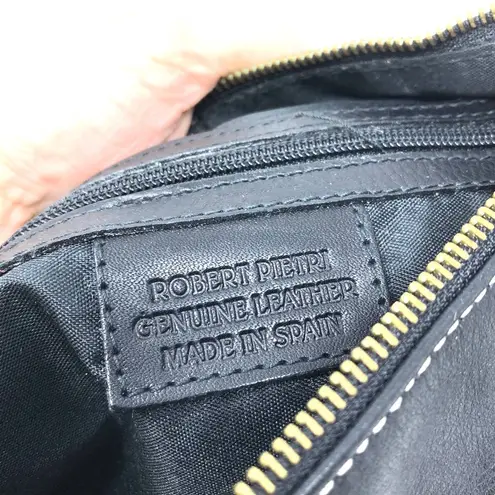 ROBERT PIETRI
GENUINE LEATHER
MADE IN SPAIN